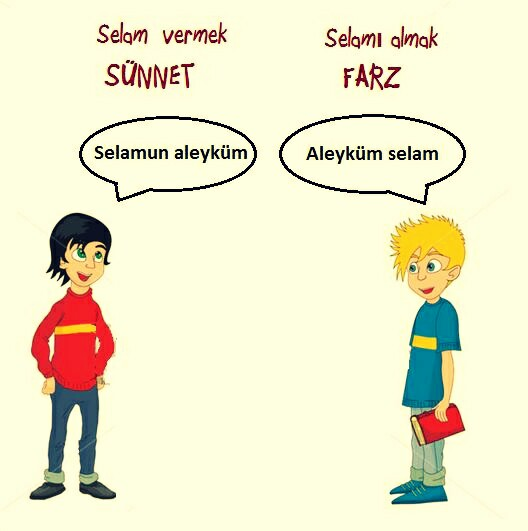 Selam vermek
SÜNNET
Selamı almak
FARZ
Selamun aleyküm
Aleyküm selam